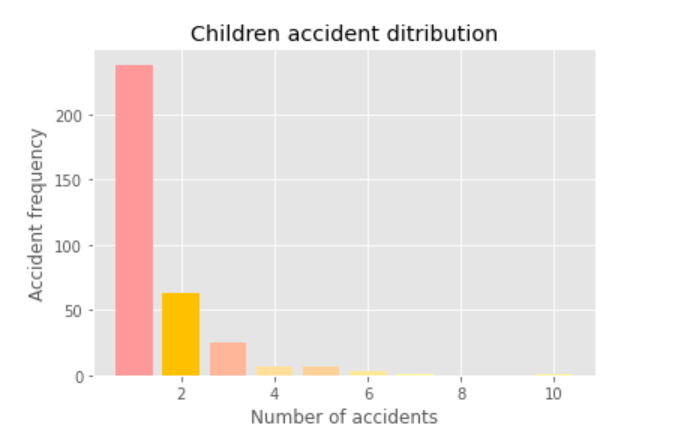 Children accident ditribution
Accident frequency
200
150
100
50
0
2 4 6 8 10
Number of accidents